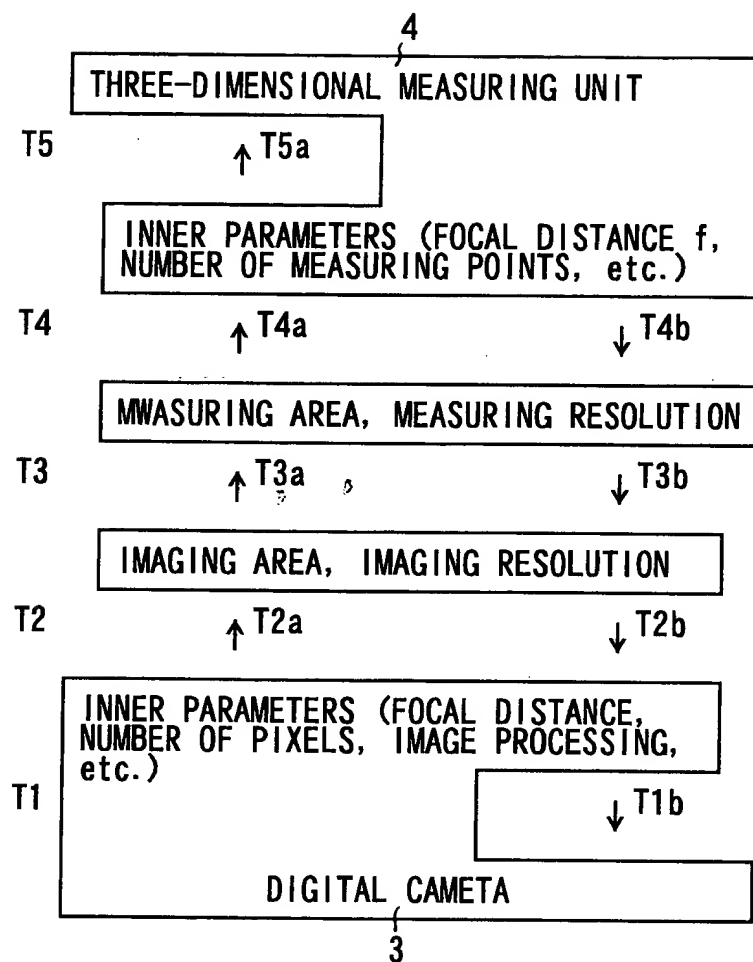 4
THREE-DIMENSIONAL MEASURING UNIT
T5
T5a
INNER PARAMETERS (FOCAL DISTANCE f,
NUMBER OF MEASURING POINTS, etc.)
T4
T4a
T4b
MWASURING AREA, MEASURING RESOLUTION
T3
T3a
T3b
IMAGING AREA, IMAGING RESOLUTION
T2
T2a
T2b
INNER PARAMETERS (FOCAL DISTANCE,
NUMBER OF PIXELS, IMAGE PROCESSING,
etc.)
T1
T1b
DIGITAL CAMETA
3